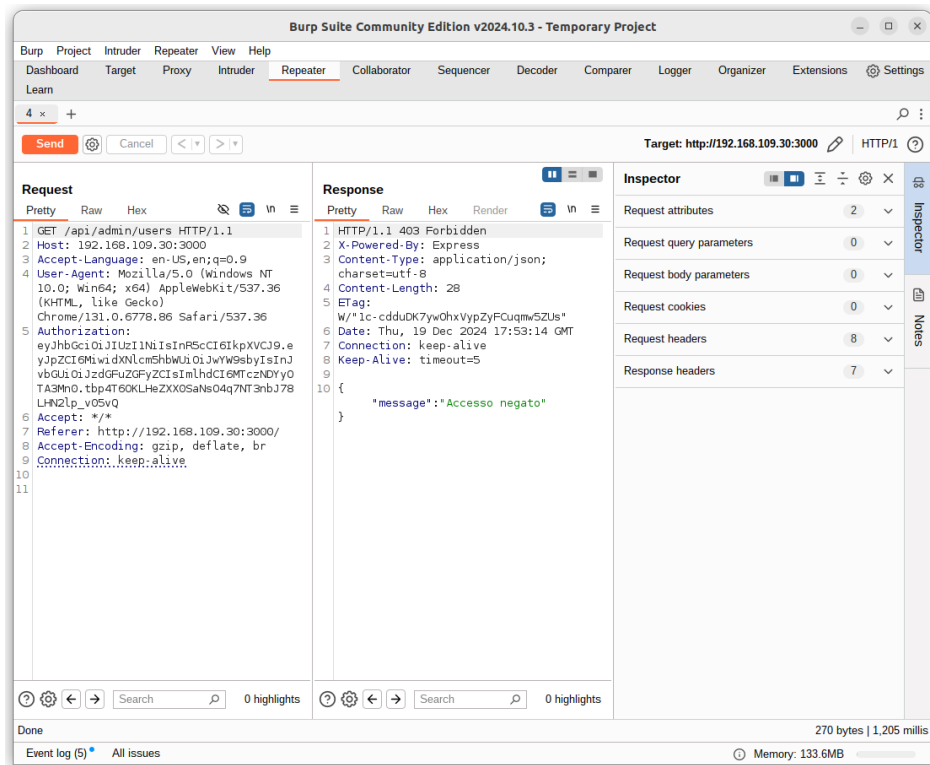 Burp Suite Community Edition v2024.10.3 - Temporary Project
Burp Project Intruder Repeater View Help
Dashboard Target Proxy Intruder Repeater Collaborator Sequencer Decoder Comparer Logger Organizer Extensions Settings
Learn
4 × +
Send Cancel < > Target: http://192.168.109.30:3000 HTTP/1
Request
Pretty Raw Hex \n
1 GET /api/admin/users HTTP/1.1
2 Host: 192.168.109.30:3000
3 Accept-Language: en-US,en;q=0.9
4 User-Agent: Mozilla/5.0 (Windows NT
10.0; Win64; x64) AppleWebKit/537.36
(KHTML, like Gecko)
Chrome/131.0.6778.86 Safari/537.36
5 Authorization:
eyJhbGciOiJIUzI1NiIsInR5cCI6IkpXVCJ9.e
yJpZCI6MiwidXNlcm5hbWUiOiJwYW9sbyIsInJ
vbGUiOiJzdGFuZGFyZCIsImlhdCI6MTczNDYyO
TA3Mn0.tbp4T60KLHeZXX0SaNsO4q7NT3nbJ78
LHN2lp_v05vQ
6 Accept: */*
7 Referer: http://192.168.109.30:3000/
8 Accept-Encoding: gzip, deflate, br
9 Connection: keep-alive
10
11
Search 0 highlights
Response
Pretty Raw Hex Render \n
1 HTTP/1.1 403 Forbidden
2 X-Powered-By: Express
3 Content-Type: application/json;
charset=utf-8
4 Content-Length: 28
5 ETag:
W/"1c-cdduDK7ywOhxVypZyFCuqmw5ZUs"
6 Date: Thu, 19 Dec 2024 17:53:14 GMT
7 Connection: keep-alive
8 Keep-Alive: timeout=5
9
10 {
"message":"Accesso negato"
}
Search 0 highlights
Inspector
Request attributes 2
Request query parameters 0
Request body parameters 0
Request cookies 0
Request headers 8
Response headers 7
Inspector
Notes
Done 270 bytes | 1,205 millis
Event log (5) All issues Memory: 133.6MB